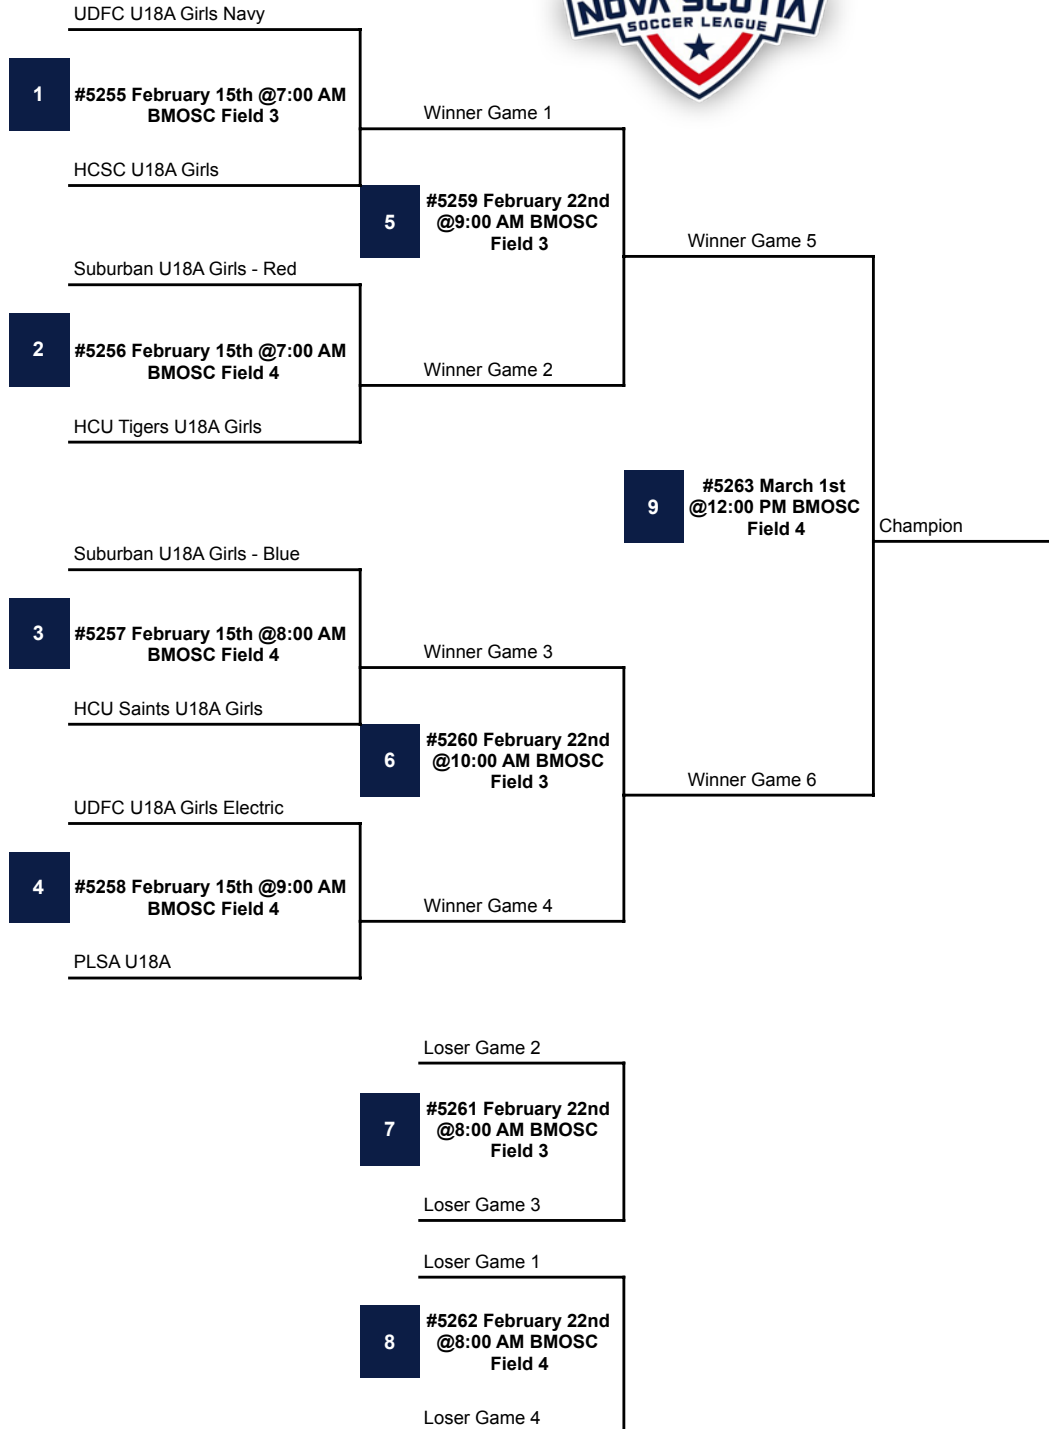 NOVA SCOTIA
SOCCER LEAGUE
UDFC U18A Girls Navy
1
#5255 February 15th @7:00 AM
BMOSC Field 3
HCSC U18A Girls
Winner Game 1
5
#5259 February 22nd
@9:00 AM BMOSC
Field 3
Winner Game 5
Suburban U18A Girls - Red
2
#5256 February 15th @7:00 AM
BMOSC Field 4
Winner Game 2
HCU Tigers U18A Girls
9
#5263 March 1st
@12:00 PM BMOSC
Field 4
Champion
Suburban U18A Girls - Blue
3
#5257 February 15th @8:00 AM
BMOSC Field 4
Winner Game 3
HCU Saints U18A Girls
6
#5260 February 22nd
@10:00 AM BMOSC
Field 3
Winner Game 6
UDFC U18A Girls Electric
4
#5258 February 15th @9:00 AM
BMOSC Field 4
Winner Game 4
PLSA U18A
Loser Game 2
7
#5261 February 22nd
@8:00 AM BMOSC
Field 3
Loser Game 3
Loser Game 1
8
#5262 February 22nd
@8:00 AM BMOSC
Field 4
Loser Game 4